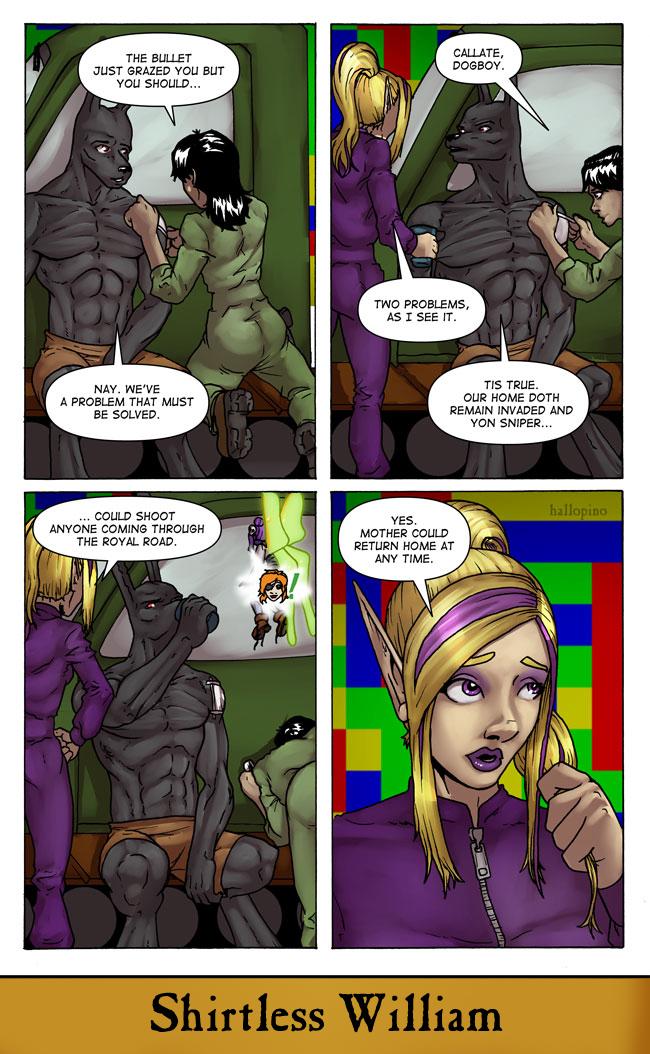 THE BULLET
JUST GRAZED YOU BUT
YOU SHOULD...
NAY. WE'VE
A PROBLEM THAT MUST
BE SOLVED.
CALLATE,
DOGBOY.
TWO PROBLEMS,
AS I SEE IT.
TIS TRUE.
OUR HOME DOTH
REMAIN INVADED AND
YON SNIPER...
... COULD SHOOT
ANYONE COMING THROUGH
THE ROYAL ROAD.
!
hallopino
YES.
MOTHER COULD
RETURN HOME AT
ANY TIME.
Shirtless William